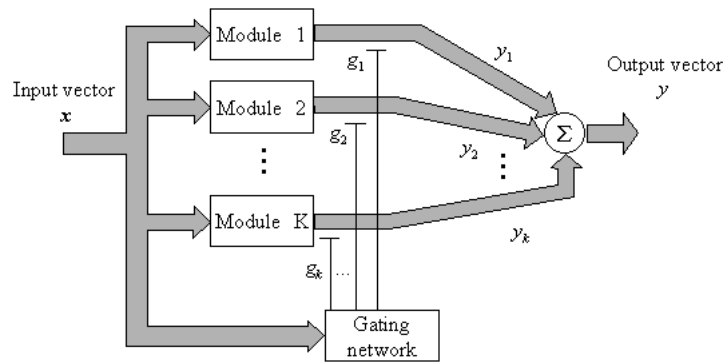 Module 1
g1
y1
Input vector
x
Output vector
y
Module 2
g2
y2
Σ
Module K
gk
...
yk
Gating
network